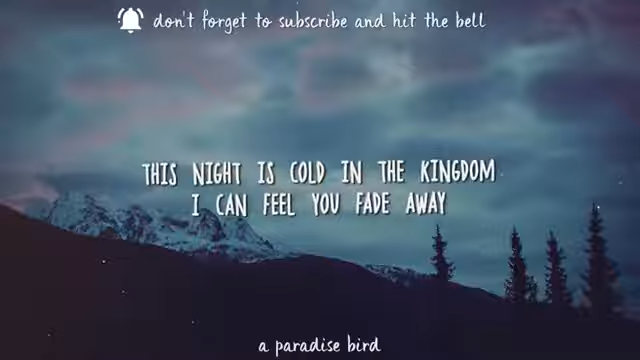 don't forget to subscribe and hit the bell
THIS NIGHT IS COLD IN THE KINGDOM
I CAN FEEL YOU FADE AWAY
a paradise bird